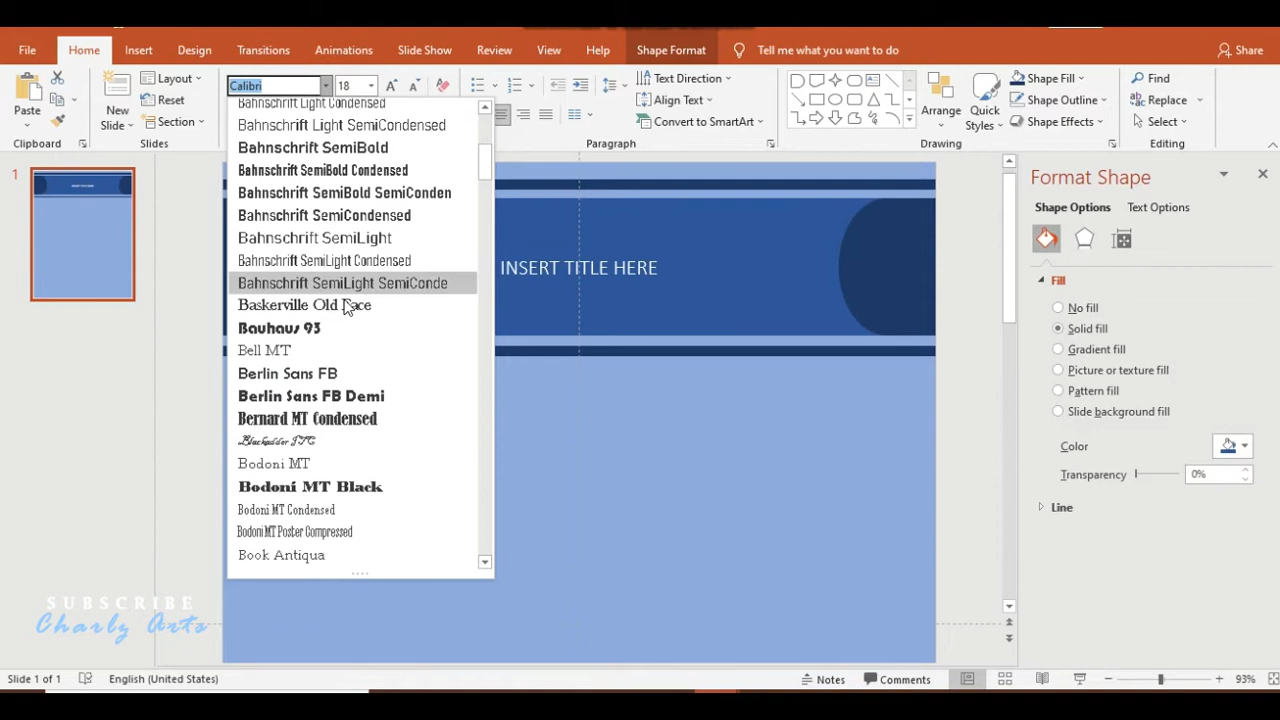 File Home Insert Design Transitions Animations Slide Show Review View Help Shape Format Tell me what you want to do Share
Paste
Clipboard
New
Slide
Layout
Reset
Section
Slides
Calibri 18
Text Direction
Align Text
Convert to SmartArt
Paragraph
Arrange
Quick
Styles
Shape Fill
Shape Outline
Shape Effects
Drawing
Find
Replace
Select
Editing
Bahnschrift Light Condensed
Bahnschrift Light SemiCondensed
Bahnschrift SemiBold
Bahnschrift SemiBold Condensed
Bahnschrift SemiBold SemiConden
Bahnschrift SemiCondensed
Bahnschrift SemiLight
Bahnschrift SemiLight Condensed
Bahnschrift SemiLight SemiConde
Baskerville Old Face
Bauhaus 93
Bell MT
Berlin Sans FB
Berlin Sans FB Demi
Bernard MT Condensed
Blackadder ITC
Bodoni MT
Bodoni MT Black
Bodoni MT Condensed
Bodoni MT Poster Compressed
Book Antiqua
1
INSERT TITLE HERE
Format Shape
Shape Options Text Options
Fill
No fill
Solid fill
Gradient fill
Picture or texture fill
Pattern fill
Slide background fill
Color
Transparency 0%
Line
SUBSCRIBE
Charly Arts
Slide 1 of 1 English (United States) Notes Comments 93%